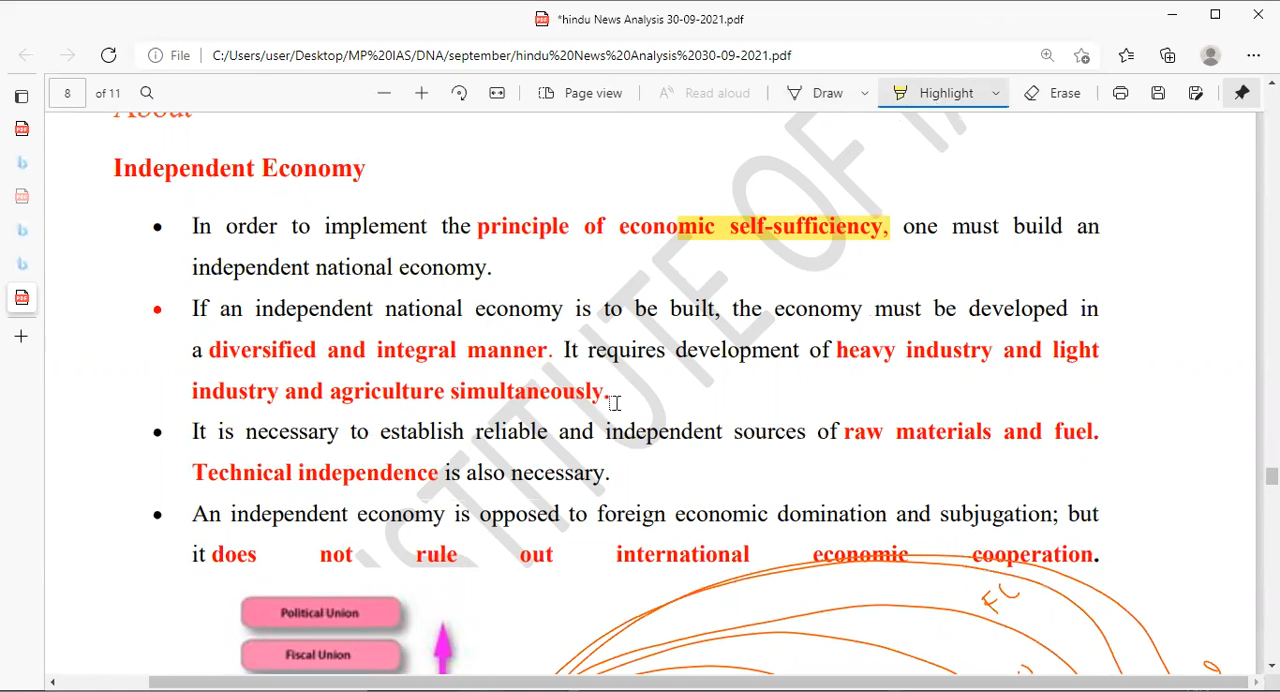 *hindu News Analysis 30-09-2021.pdf
File C:/Users/user/Desktop/MP%20IAS/DNA/september/hindu%20News%20Analysis%2030-09-2021.pdf
8 of 11 Page view Read aloud Draw Highlight Erase
About
Independent Economy
• In order to implement the principle of economic self-sufficiency, one must build an
independent national economy.
• If an independent national economy is to be built, the economy must be developed in
a diversified and integral manner. It requires development of heavy industry and light
industry and agriculture simultaneously.
• It is necessary to establish reliable and independent sources of raw materials and fuel.
Technical independence is also necessary.
• An independent economy is opposed to foreign economic domination and subjugation; but
it does not rule out international economic cooperation.
Political Union
Fiscal Union